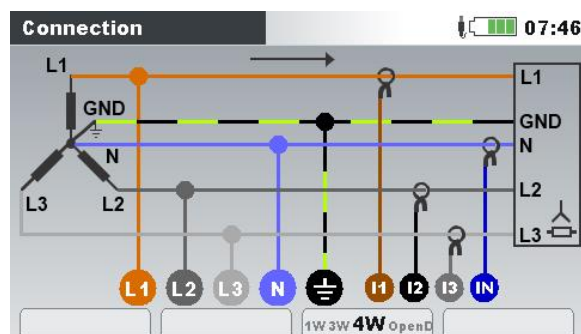 Connection 07:46
L1 L1
GND GND
N N
L3 L2 L2
L3
L1 L2 L3 N I1 I2 I3 IN
1W 3W 4W OpenD